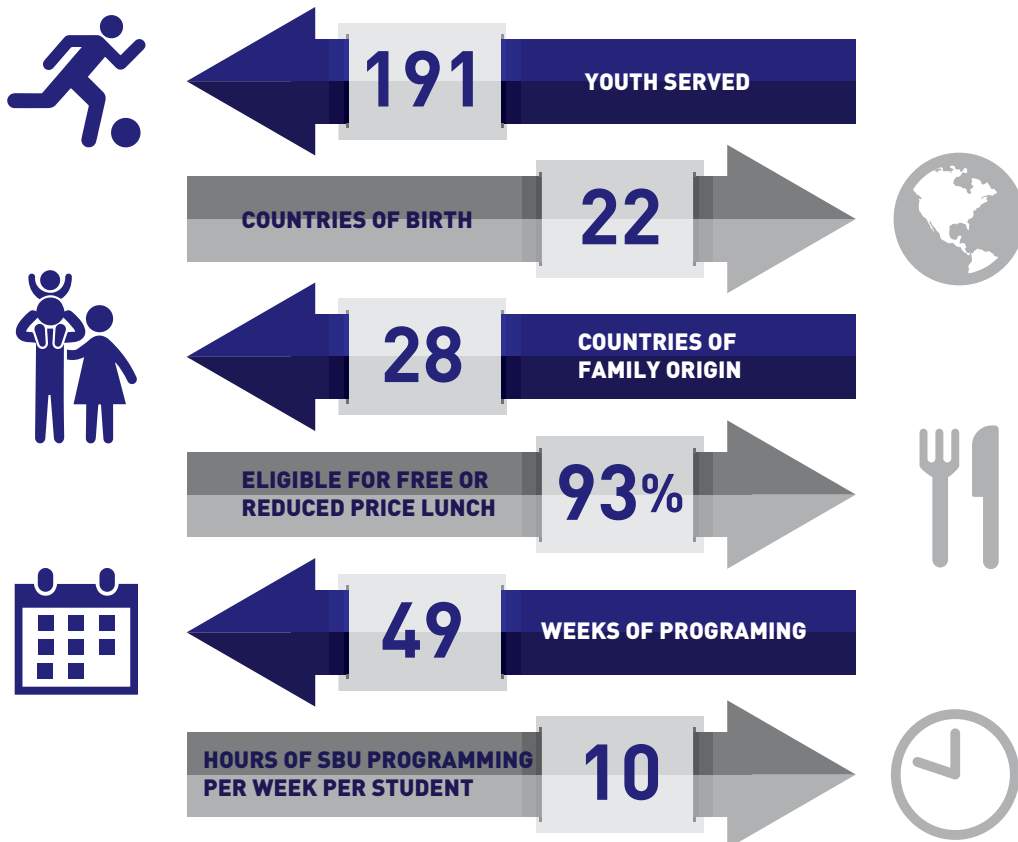 191 YOUTH SERVED
COUNTRIES OF BIRTH 22
28 COUNTRIES OF
FAMILY ORIGIN
ELIGIBLE FOR FREE OR
REDUCED PRICE LUNCH 93%
49 WEEKS OF PROGRAMING
HOURS OF SBU PROGRAMMING
PER WEEK PER STUDENT 10